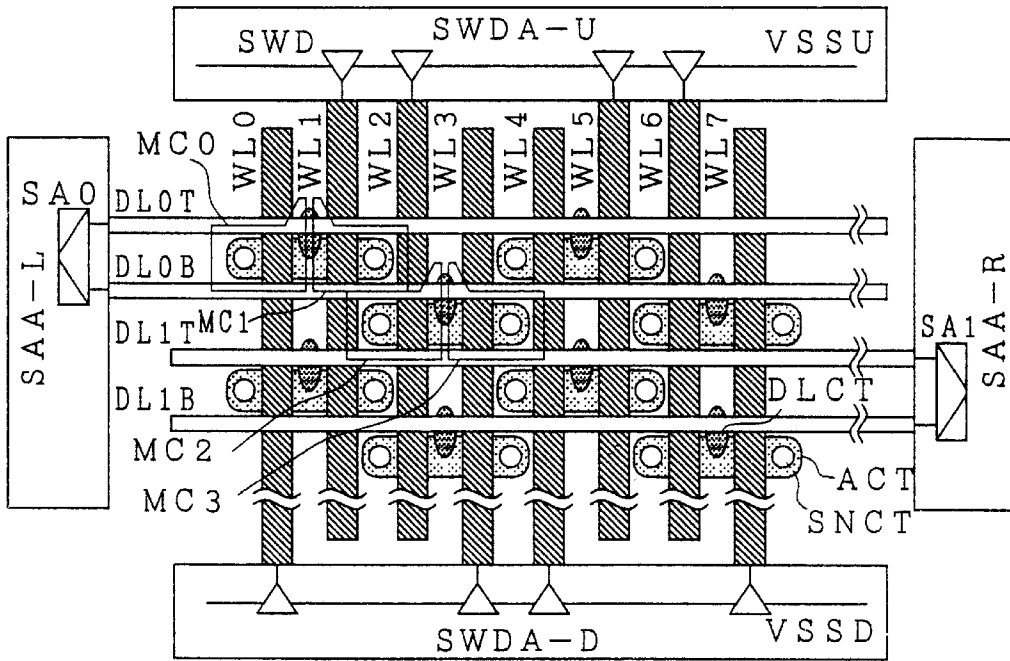 SWD
SWDA-U
VSSU
WL0
WL1
WL2
WL3
WL4
WL5
WL6
WL7
MC0
SA0
DL0T
DL0B
MC1
DL1T
SA1
SAA-L
SAA-R
DL1B
DLCT
MC2
MC3
ACT
SNCT
SWDA-D
VSSD